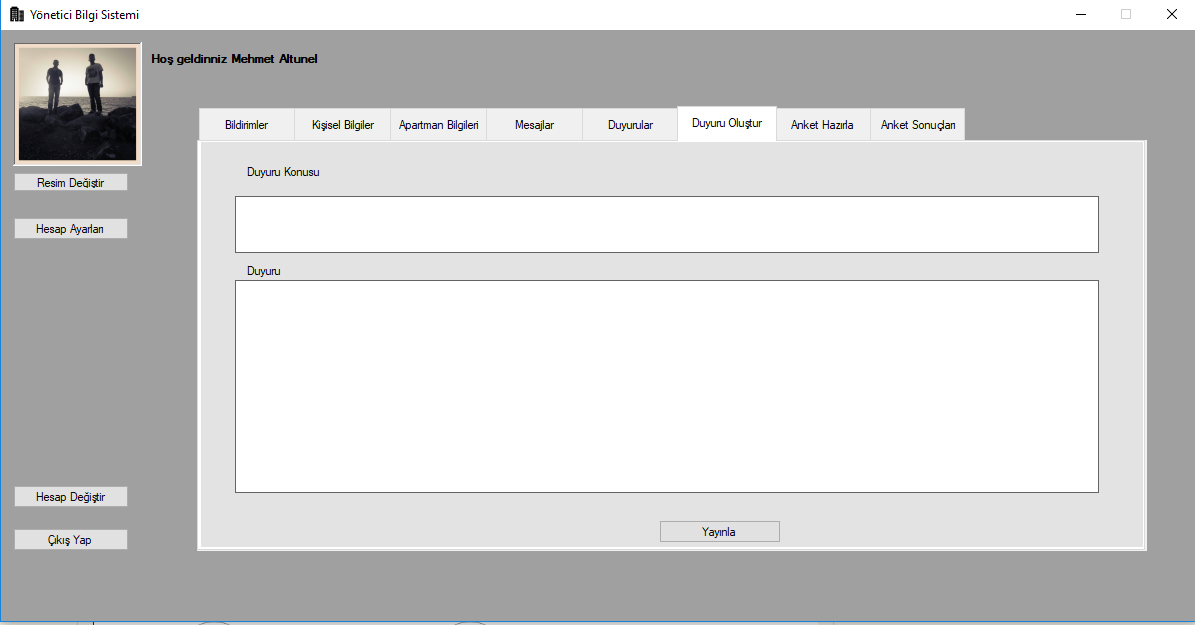 Yönetici Bilgi Sistemi
Hoş geldinniz Mehmet Altunel
Bildirimler
Kişisel Bilgiler
Apartman Bilgileri
Mesajlar
Duyurular
Duyuru Oluştur
Anket Hazırla
Anket Sonuçları
Resim Değiştir
Hesap Ayarları
Duyuru Konusu
Duyuru
Hesap Değiştir
Çıkış Yap
Yayınla